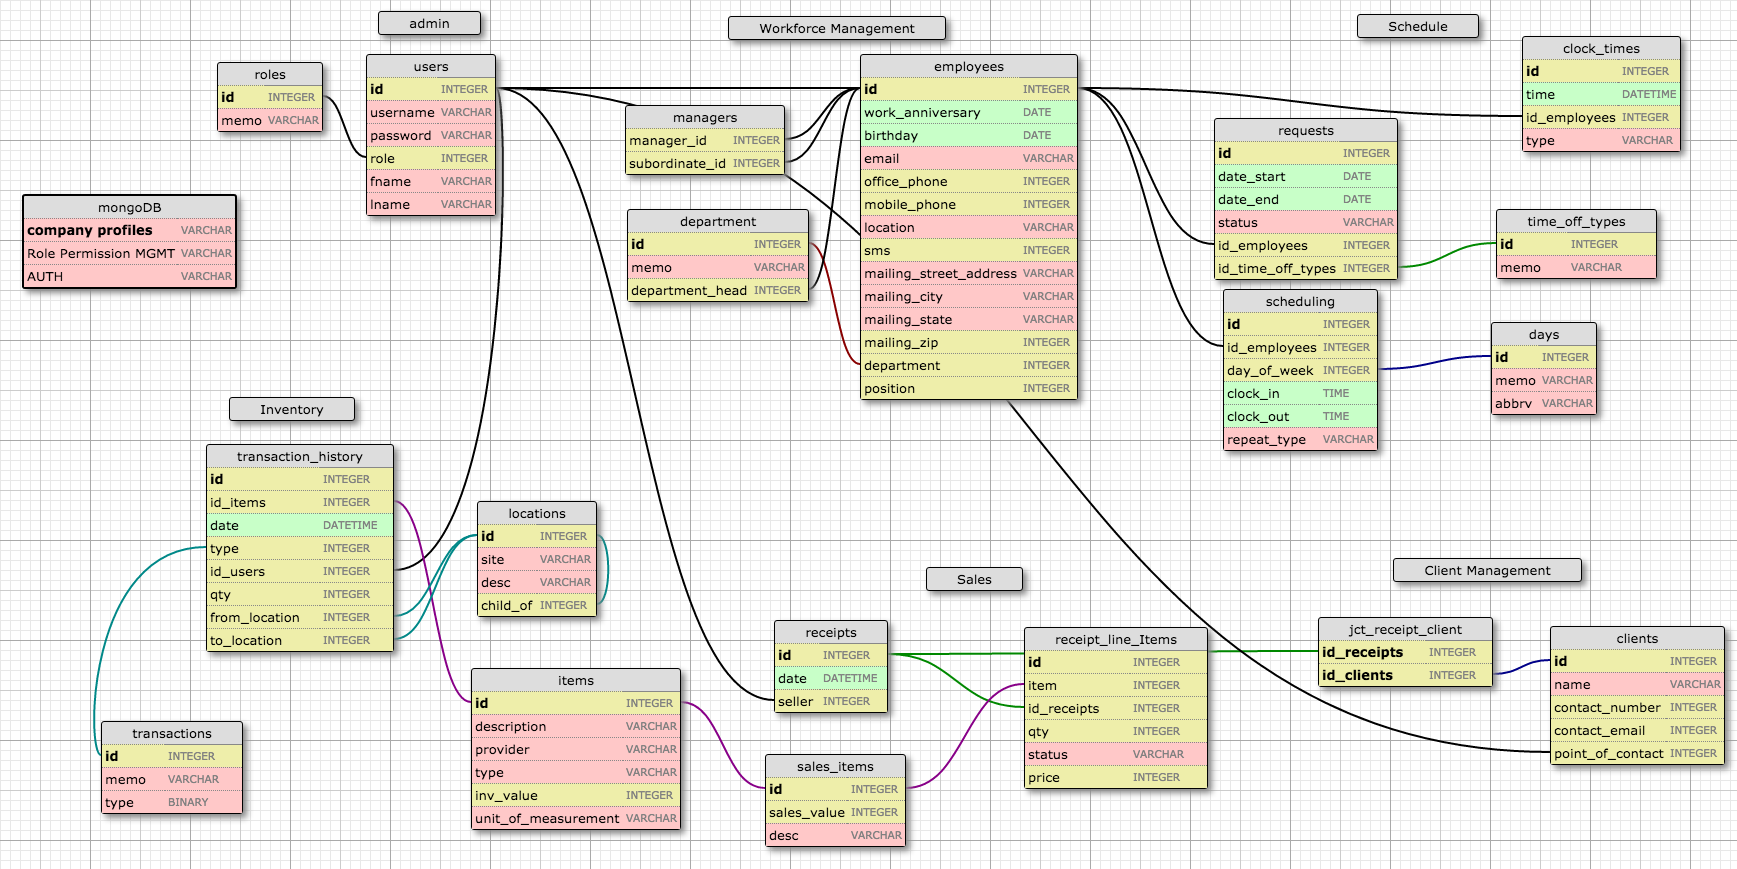 admin
Workforce Management
Schedule
roles
id INTEGER
memo VARCHAR
users
id INTEGER
username VARCHAR
password VARCHAR
role INTEGER
fname VARCHAR
lname VARCHAR
managers
manager_id INTEGER
subordinate_id INTEGER
employees
id INTEGER
work_anniversary DATE
birthday DATE
email VARCHAR
office_phone INTEGER
mobile_phone INTEGER
location VARCHAR
sms INTEGER
mailing_street_address VARCHAR
mailing_city VARCHAR
mailing_state VARCHAR
mailing_zip INTEGER
department INTEGER
position INTEGER
clock_times
id INTEGER
time DATETIME
id_employees INTEGER
type VARCHAR
requests
id INTEGER
date_start DATE
date_end DATE
status VARCHAR
id_employees INTEGER
id_time_off_types INTEGER
mongoDB
company profiles VARCHAR
Role Permission MGMT VARCHAR
AUTH VARCHAR
department
id INTEGER
memo VARCHAR
department_head INTEGER
time_off_types
id INTEGER
memo VARCHAR
scheduling
id INTEGER
id_employees INTEGER
day_of_week INTEGER
clock_in TIME
clock_out TIME
repeat_type VARCHAR
days
id INTEGER
memo VARCHAR
abbrv VARCHAR
Inventory
transaction_history
id INTEGER
id_items INTEGER
date DATETIME
type INTEGER
id_users INTEGER
qty INTEGER
from_location INTEGER
to_location INTEGER
locations
id INTEGER
site VARCHAR
desc VARCHAR
child_of INTEGER
Sales
Client Management
receipts
id INTEGER
date DATETIME
seller INTEGER
receipt_line_Items
id INTEGER
item INTEGER
id_receipts INTEGER
qty INTEGER
status VARCHAR
price INTEGER
jct_receipt_client
id_receipts INTEGER
id_clients INTEGER
clients
id INTEGER
name VARCHAR
contact_number INTEGER
contact_email INTEGER
point_of_contact INTEGER
items
id INTEGER
description VARCHAR
provider VARCHAR
type VARCHAR
inv_value INTEGER
unit_of_measurement VARCHAR
transactions
id INTEGER
memo VARCHAR
type BINARY
sales_items
id INTEGER
sales_value INTEGER
desc VARCHAR